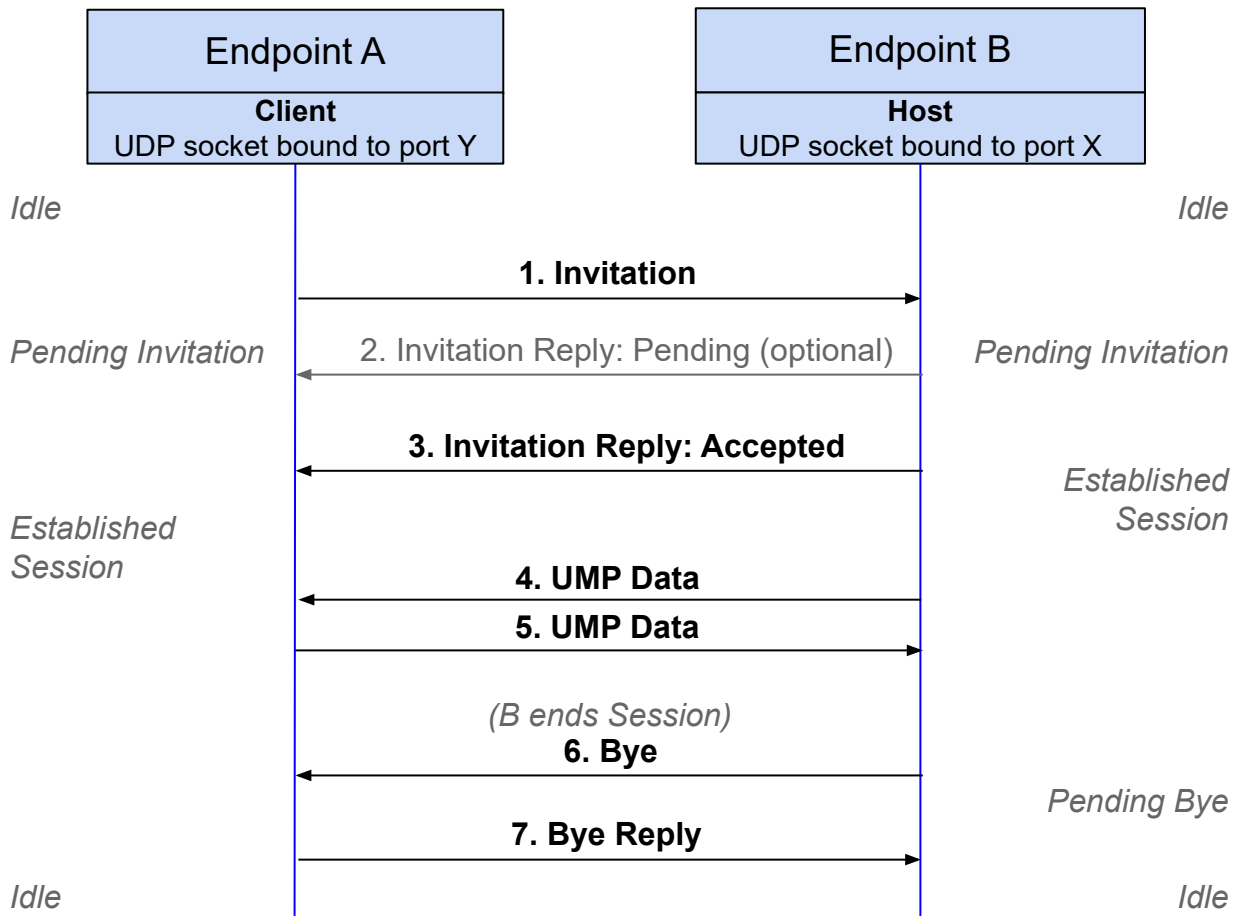 Endpoint A
Endpoint B
Client
UDP socket bound to port Y
Host
UDP socket bound to port X
Idle
Idle
1. Invitation
Pending Invitation
2. Invitation Reply: Pending (optional)
Pending Invitation
3. Invitation Reply: Accepted
Established
Session
Established
Session
4. UMP Data
5. UMP Data
(B ends Session)
6. Bye
Pending Bye
7. Bye Reply
Idle
Idle